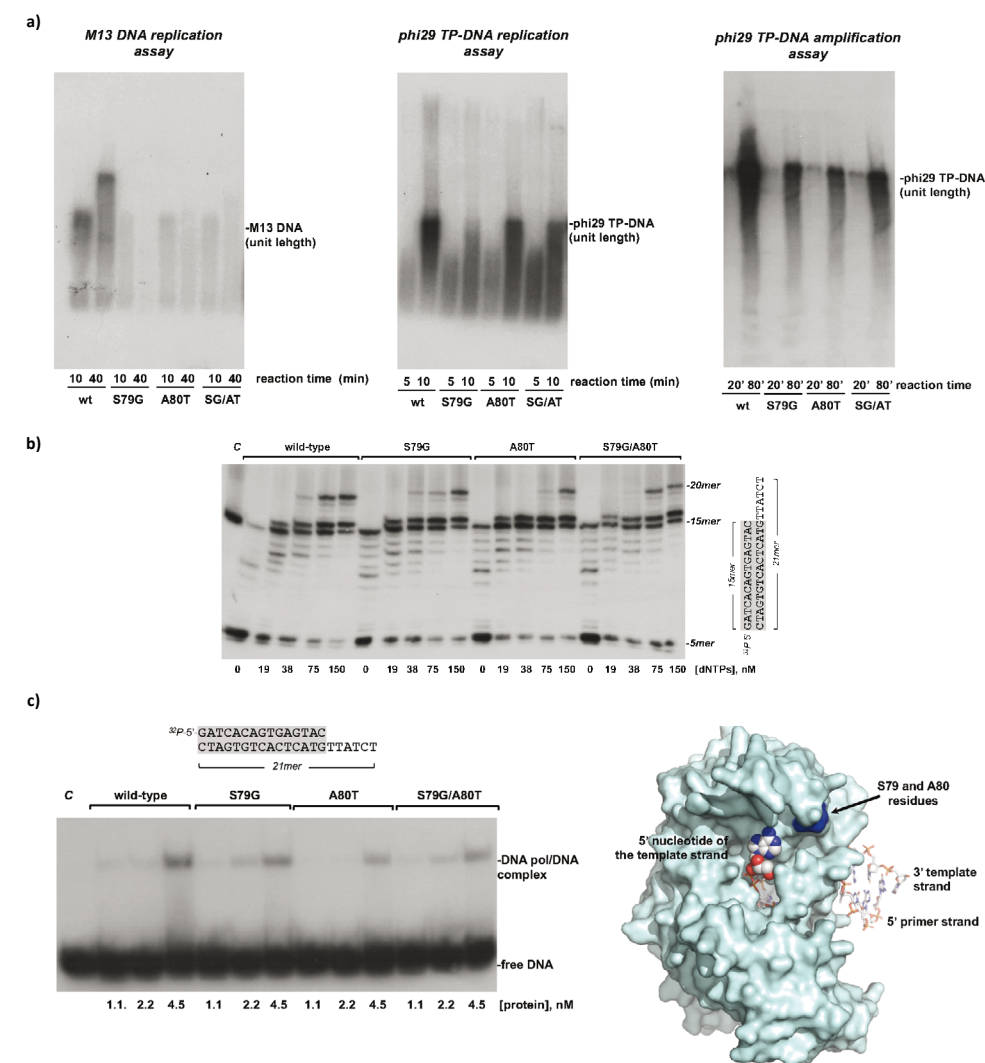 a)
M13 DNA replication
assay
phi29 TP-DNA replication
assay
phi29 TP-DNA amplification
assay
-M13 DNA
(unit lehgth)
-phi29 TP-DNA
(unit length)
-phi29 TP-DNA
(unit length)
10 40 10 40 10 40 10 40 reaction time (min)
wt S79G A80T SG/AT
5 10 5 10 5 10 5 10 reaction time (min)
wt S79G A80T SG/AT
20' 80' 20' 80' 20' 80' 20' 80' reaction time
wt S79G A80T SG/AT
b)
C wild-type S79G A80T S79G/A80T
-20mer
-15mer
-5mer
15mer
32P 5' GATCACAGTGAGTAC
CTAGTGTCACTCATGTTATCT
21mer
0 19 38 75 150 0 19 38 75 150 0 19 38 75 150 0 19 38 75 150 [dNTPs], nM
c)
32P-5'-GATCACAGTGAGTAC
CTAGTGTCACTCATGTTATCT
21mer
C wild-type S79G A80T S79G/A80T
-DNA pol/DNA
complex
-free DNA
1.1. 2.2 4.5 1.1 2.2 4.5 1.1 2.2 4.5 1.1 2.2 4.5 [protein], nM
S79 and A80
residues
5' nucleotide of
the template strand
3' template
strand
5' primer strand